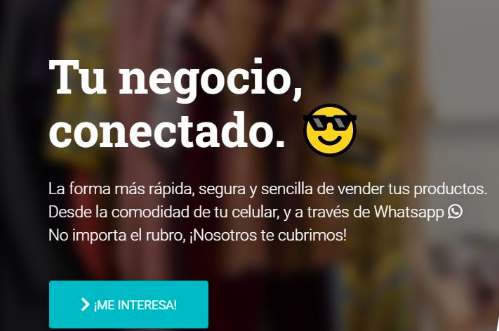 Tu negocio,
conectado. 😎
La forma más rápida, segura y sencilla de vender tus productos.
Desde la comodidad de tu celular, y a través de Whatsapp
No importa el rubro, ¡Nosotros te cubrimos!
¡ME INTERESA!